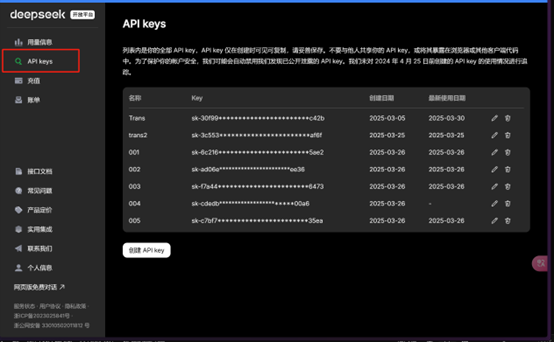 deepseek 开放平台
用量信息
API keys
充值
账单
接口文档
常见问题
产品定价
实用集成
联系我们
个人信息
网页版免费对话 ↗
服务状态 · 用户协议 · 隐私政策 ·
浙ICP备2023025841号 ·
浙公网安备 33010502011812 号
API keys
列表内是你的全部 API key，API key 仅在创建时可见可复制，请妥善保存。不要与他人共享你的 API key，或将其暴露在浏览器或其他客户端代码
中。为了保护你的帐户安全，我们可能会自动禁用我们发现已公开泄露的 API key。我们未对 2024 年 4 月 25 日前创建的 API key 的使用情况进行追
踪。
名称 Key 创建日期 最新使用日期
Trans sk-30f99***********************c42b 2025-03-05 2025-03-30
trans2 sk-3c553***********************af6f 2025-03-25 2025-03-25
001 sk-6c216***********************5ae2 2025-03-26 2025-03-26
002 sk-ad06e***********************ee36 2025-03-26 2025-03-26
003 sk-f7a44***********************6473 2025-03-26 2025-03-26
004 sk-cdedb***********************00a6 2025-03-26 -
005 sk-c7bf7***********************35ea 2025-03-26 2025-03-26
创建 API key